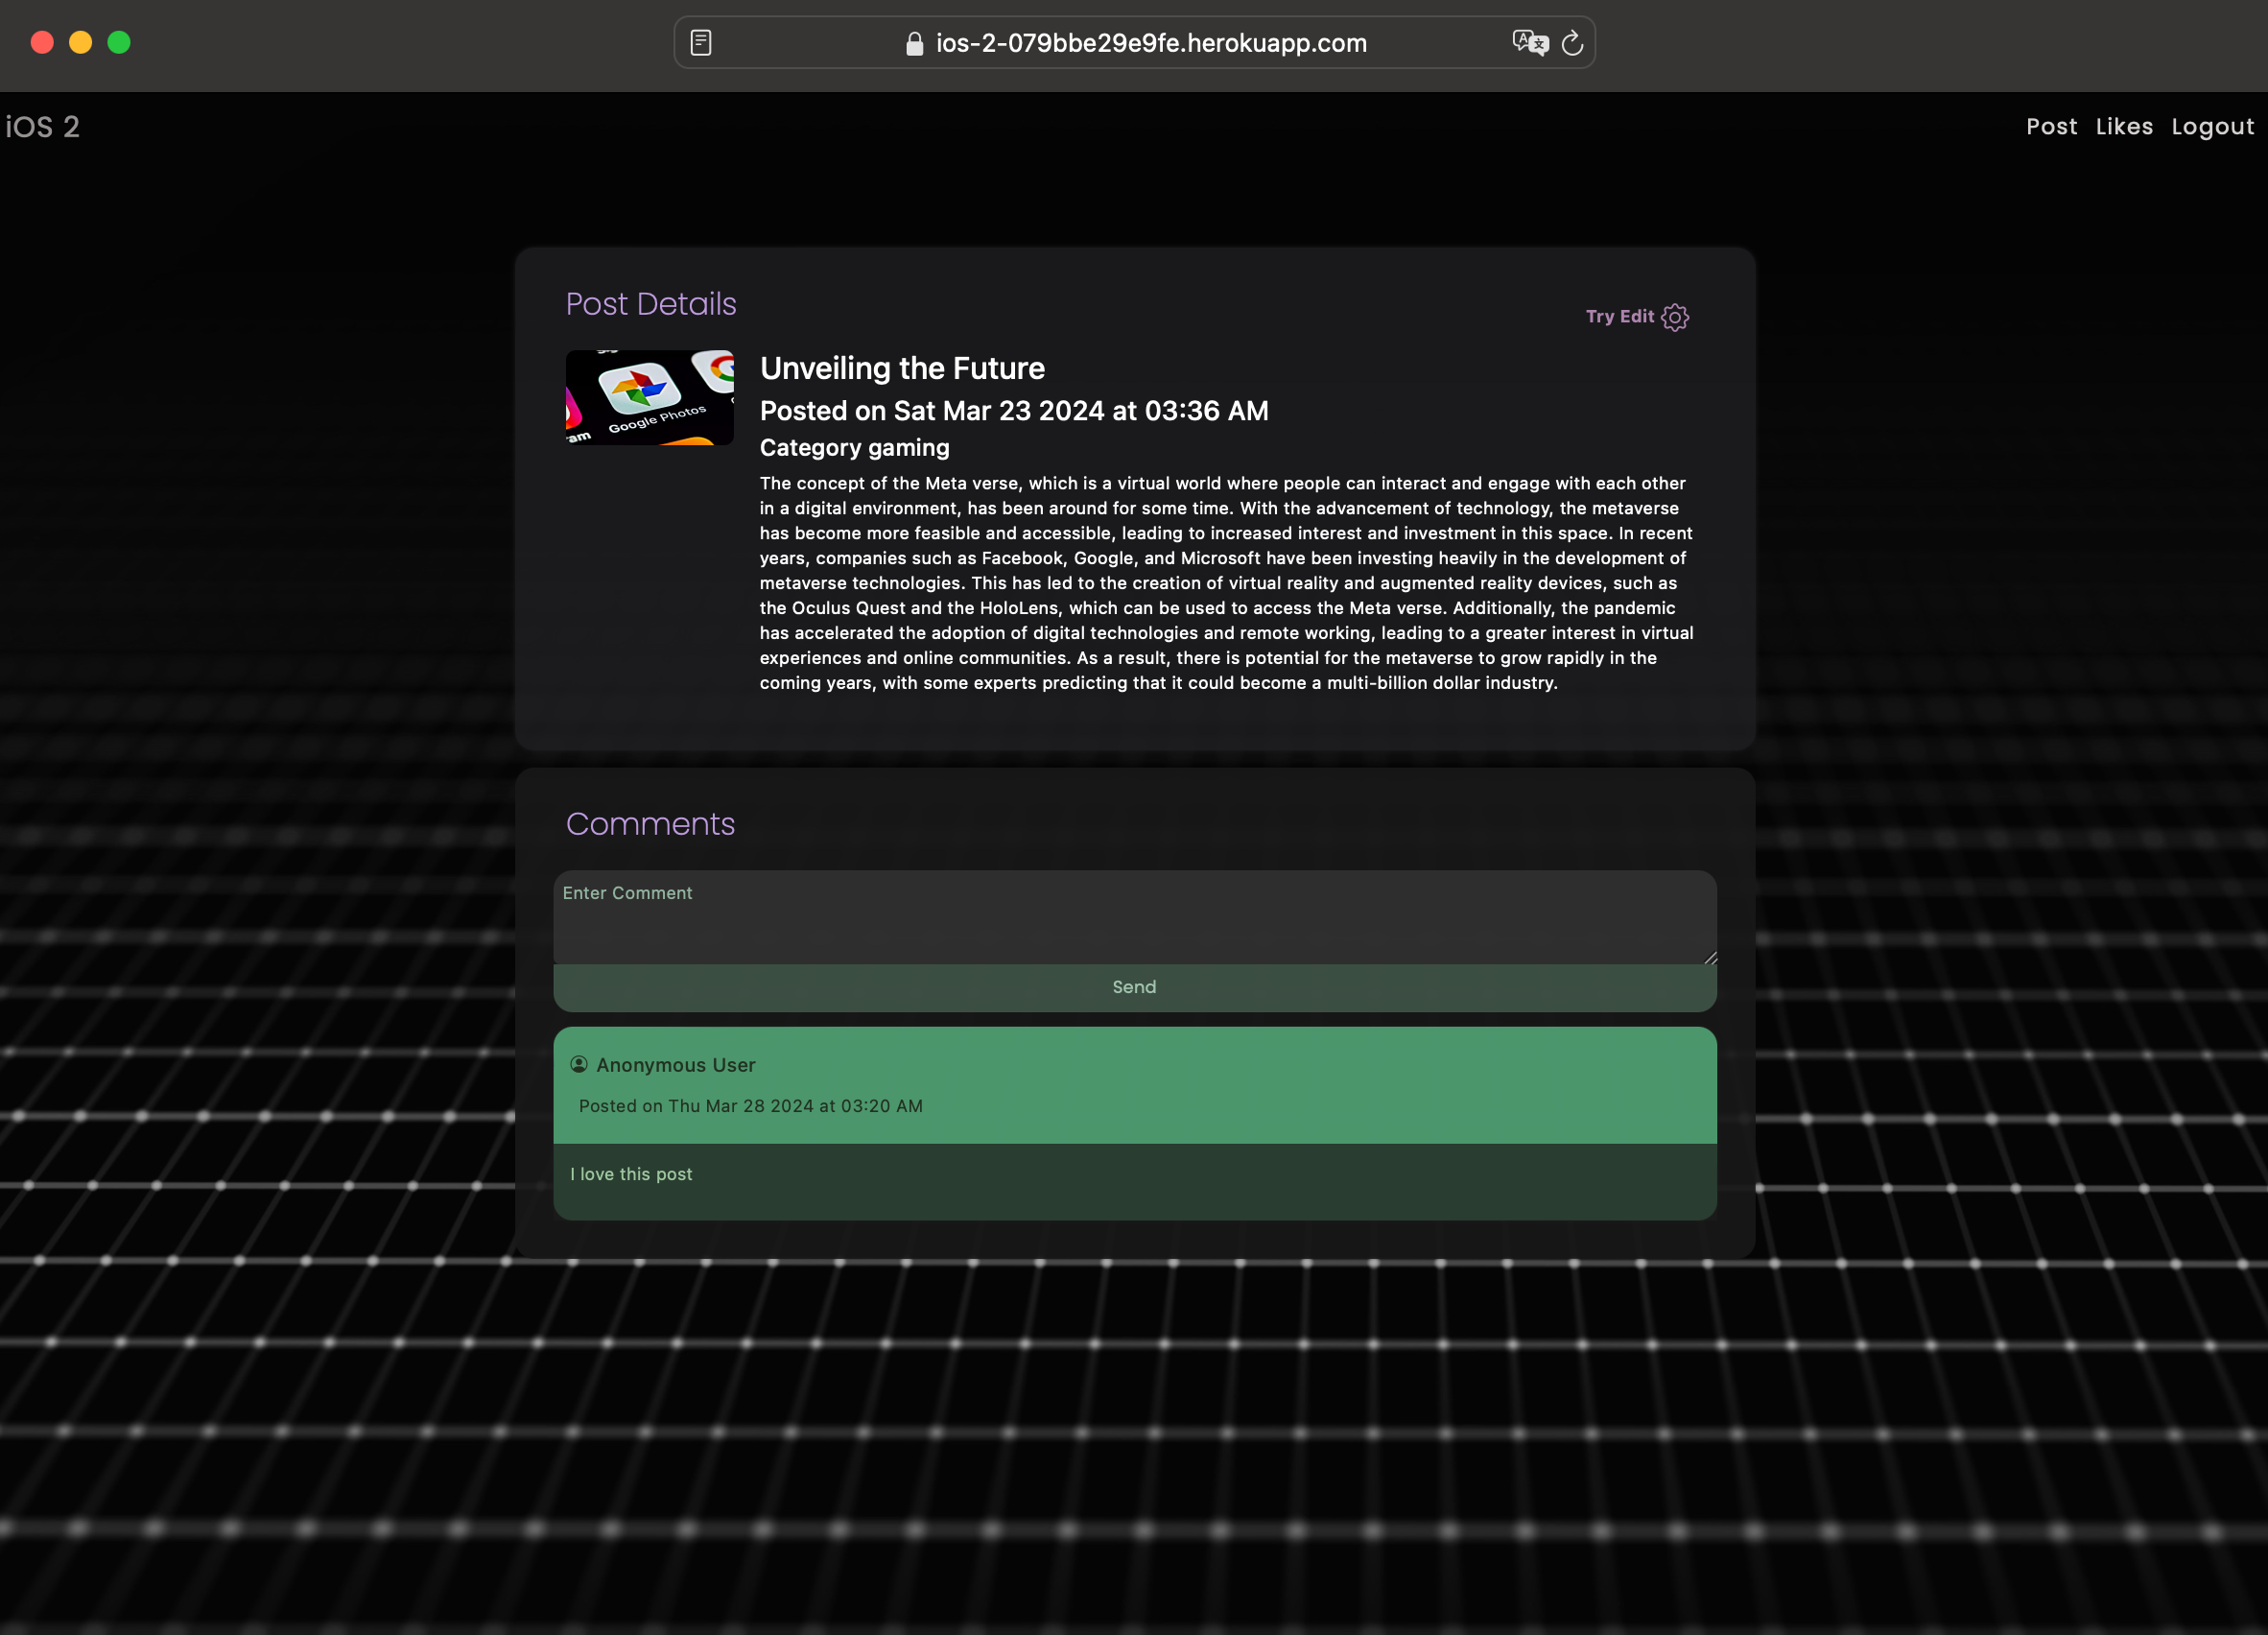 ios-2-079bbe29e9fe.herokuapp.com
iOS 2
Post Likes Logout
Post Details
Try Edit
Google Photos
am
Unveiling the Future
Posted on Sat Mar 23 2024 at 03:36 AM
Category gaming
The concept of the Meta verse, which is a virtual world where people can interact and engage with each other
in a digital environment, has been around for some time. With the advancement of technology, the metaverse
has become more feasible and accessible, leading to increased interest and investment in this space. In recent
years, companies such as Facebook, Google, and Microsoft have been investing heavily in the development of
metaverse technologies. This has led to the creation of virtual reality and augmented reality devices, such as
the Oculus Quest and the HoloLens, which can be used to access the Meta verse. Additionally, the pandemic
has accelerated the adoption of digital technologies and remote working, leading to a greater interest in virtual
experiences and online communities. As a result, there is potential for the metaverse to grow rapidly in the
coming years, with some experts predicting that it could become a multi-billion dollar industry.
Comments
Enter Comment
Send
Anonymous User
Posted on Thu Mar 28 2024 at 03:20 AM
I love this post